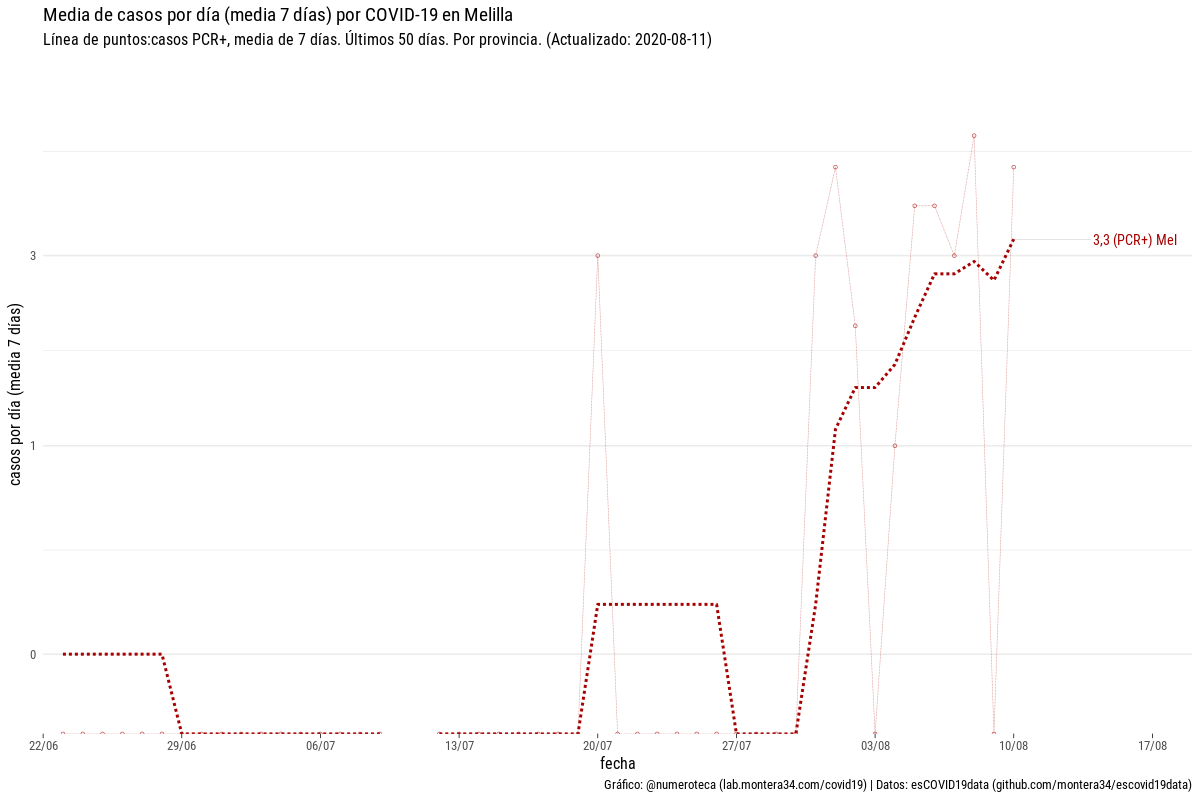 Media de casos por día (media 7 días) por COVID-19 en Melilla
Línea de puntos:casos PCR+, media de 7 días. Últimos 50 días. Por provincia. (Actualizado: 2020-08-11)
casos por día (media 7 días)
3
1
0
3,3 (PCR+) Mel
22/06
29/06
06/07
13/07
20/07
27/07
03/08
10/08
17/08
fecha
Gráfico: @numeroteca (lab.montera34.com/covid19) | Datos: esCOVID19data (github.com/montera34/escovid19data)